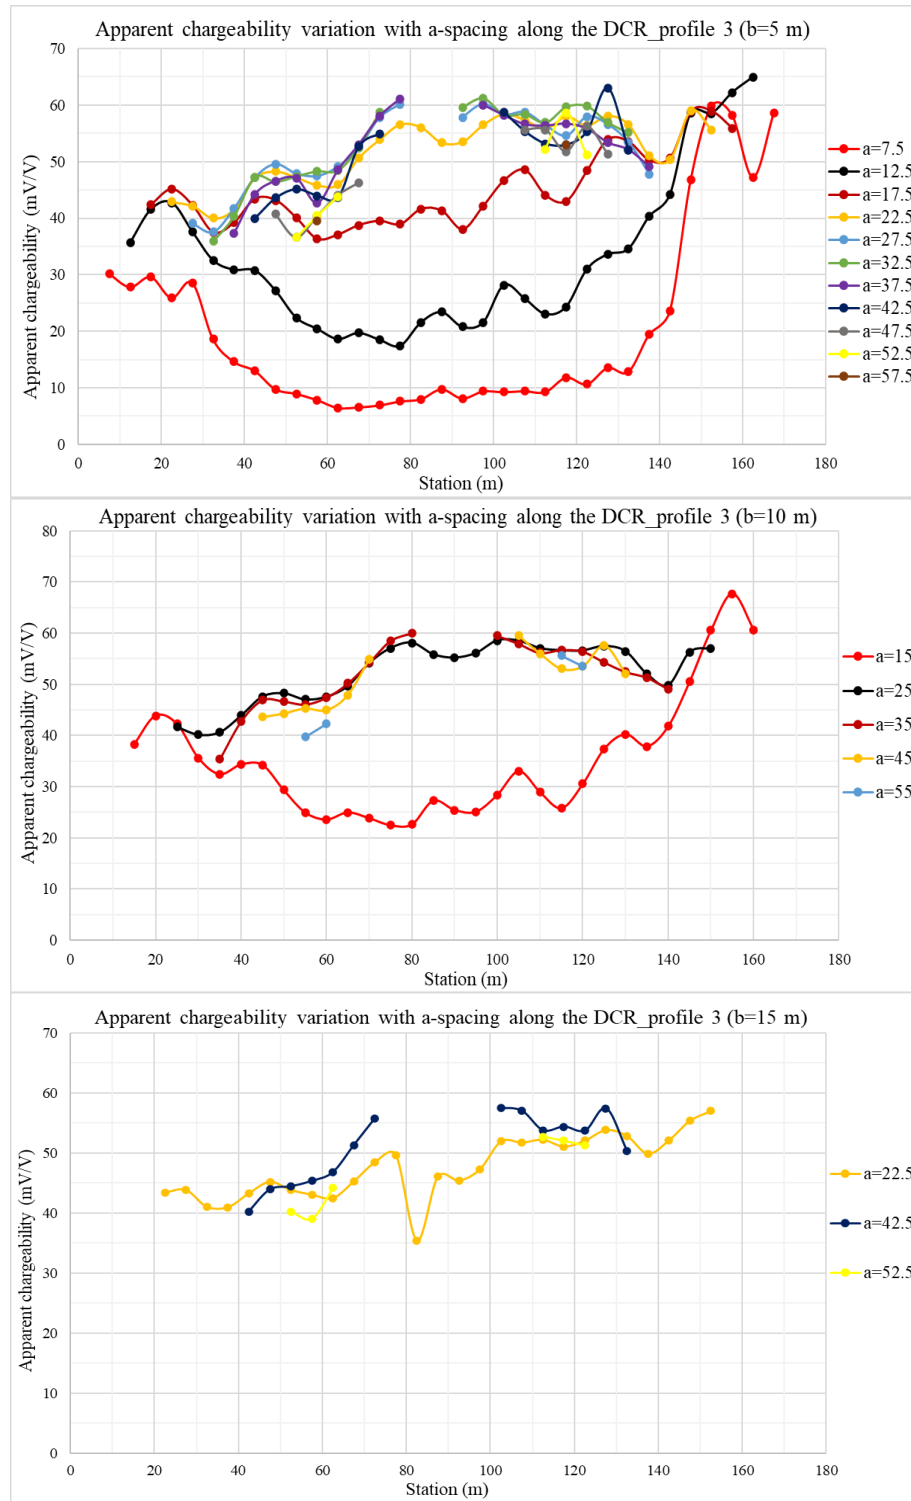 Apparent chargeability variation with a-spacing along the DCR_profile 3 (b=5 m)
Apparent chargeability (mV/V)
70
60
50
40
30
20
10
0
0 20 40 60 80 100 120 140 160 180
Station (m)
a=7.5
a=12.5
a=17.5
a=22.5
a=27.5
a=32.5
a=37.5
a=42.5
a=47.5
a=52.5
a=57.5
Apparent chargeability variation with a-spacing along the DCR_profile 3 (b=10 m)
Apparent chargeability (mV/V)
80
70
60
50
40
30
20
10
0
0 20 40 60 80 100 120 140 160 180
Station (m)
a=15
a=25
a=35
a=45
a=55
Apparent chargeability variation with a-spacing along the DCR_profile 3 (b=15 m)
Apparent chargeability (mV/V)
70
60
50
40
30
20
10
0
0 20 40 60 80 100 120 140 160 180
Station (m)
a=22.5
a=42.5
a=52.5